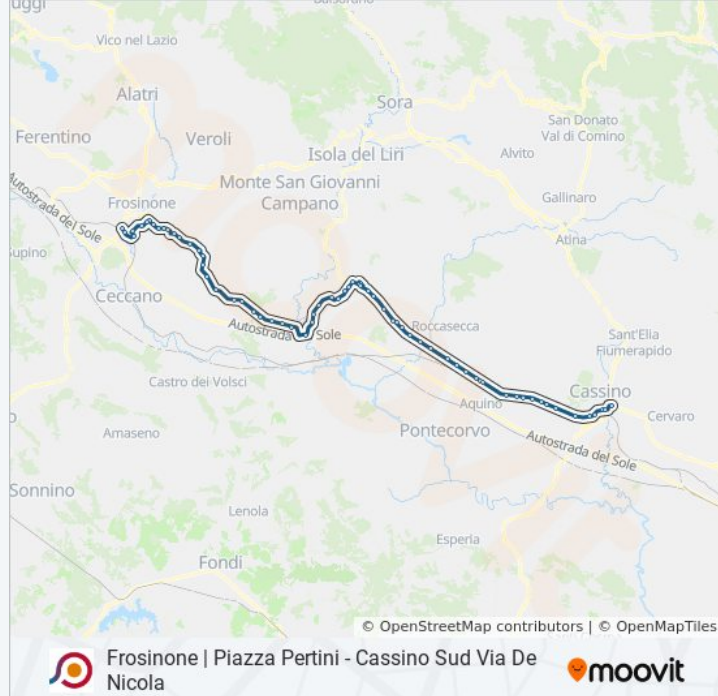 uggi
Vico nel Lazio
Alatri
Sora
San Donato
Val di Comino
Ferentino
Veroli
Isola del Liri
Alvito
Monte San Giovanni
Campano
Gallinaro
Autostrada del Sole
Frosinone
Atina
Supino
Ceccano
Autostrada del Sole
Roccasecca
Sant'Elia
Fiumerapido
Castro dei Volsci
Cassino
Aquino
Cervaro
Amaseno
Pontecorvo
Autostrada del Sole
Sonnino
Lenola
Esperia
Fondi
© OpenStreetMap contributors | © OpenMapTiles
Frosinone | Piazza Pertini - Cassino Sud Via De
Nicola
moovit